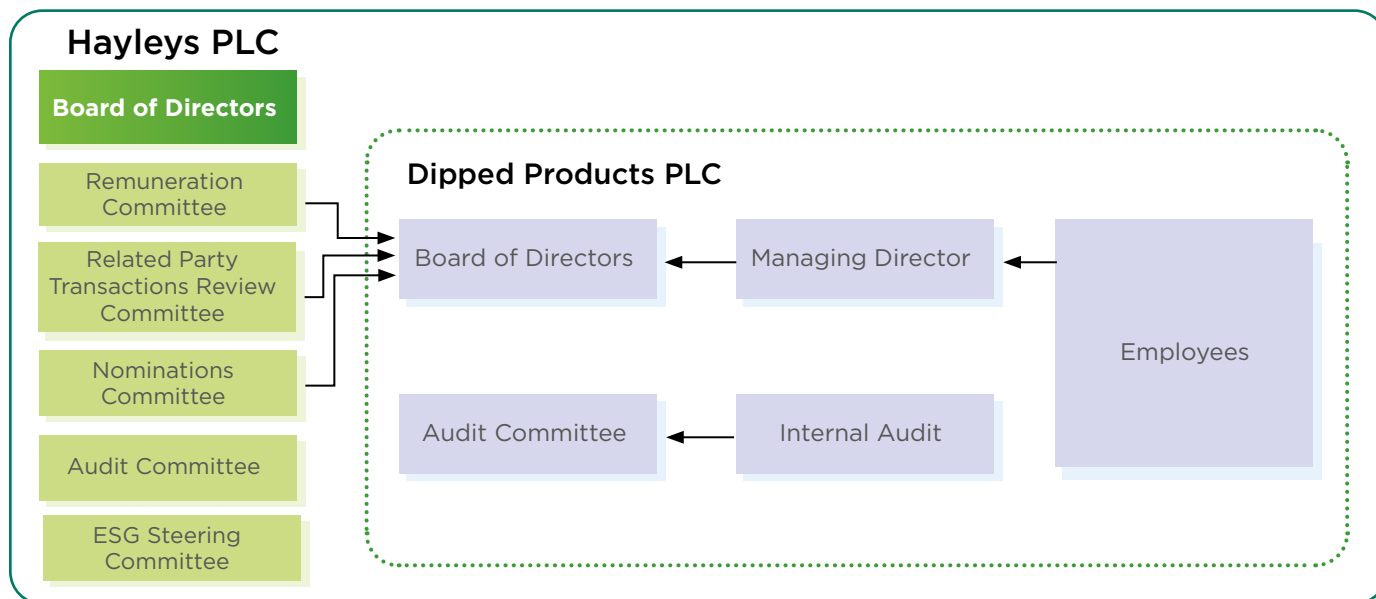 Hayleys PLC
Board of Directors
Remuneration
Committee
Related Party
Transactions Review
Committee
Nominations
Committee
Audit Committee
ESG Steering
Committee
Dipped Products PLC
Board of Directors
Managing Director
Employees
Audit Committee
Internal Audit